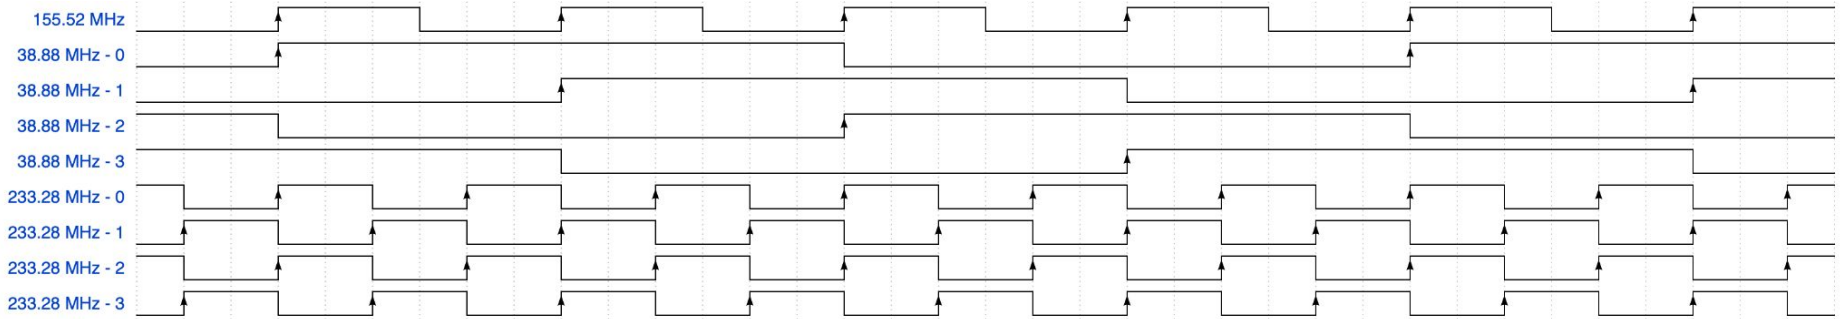 155.52 MHz
38.88 MHz - 0
38.88 MHz - 1
38.88 MHz - 2
38.88 MHz - 3
233.28 MHz - 0
233.28 MHz - 1
233.28 MHz - 2
233.28 MHz - 3